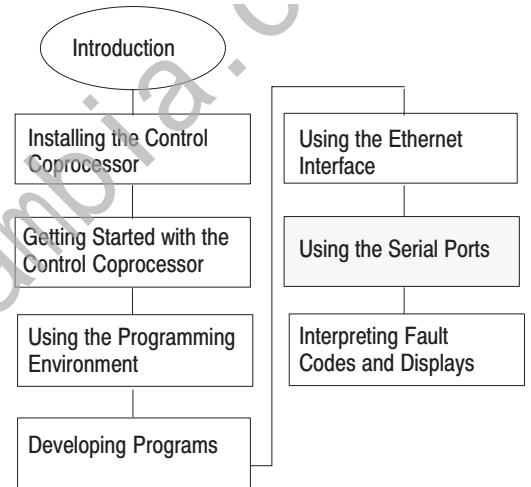 Introduction
Installing the Control
Coprocessor
Getting Started with the
Control Coprocessor
Using the Programming
Environment
Developing Programs
Using the Ethernet
Interface
Using the Serial Ports
Interpreting Fault
Codes and Displays